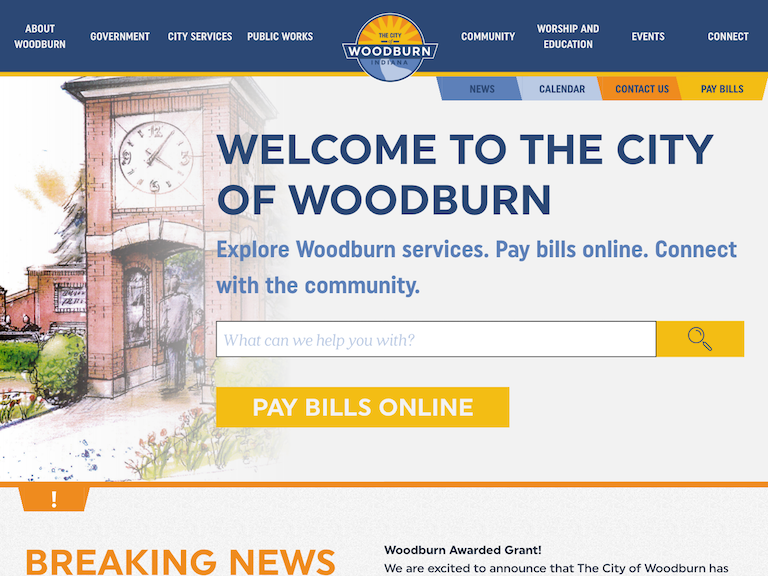 ABOUT
WOODBURN
GOVERNMENT
CITY SERVICES
PUBLIC WORKS
THE CITY
OF
WOODBURN
INDIANA
COMMUNITY
WORSHIP AND
EDUCATION
EVENTS
CONNECT
NEWS
CALENDAR
CONTACT US
PAY BILLS
WELCOME TO THE CITY
OF WOODBURN
Explore Woodburn services. Pay bills online. Connect
with the community.
What can we help you with?
PAY BILLS ONLINE
!
BREAKING NEWS
Woodburn Awarded Grant!
We are excited to announce that The City of Woodburn has